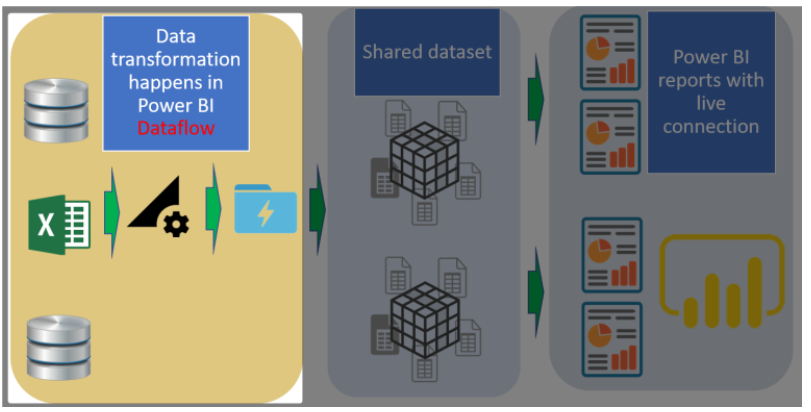 Data
transformation
happens in
Power BI
Dataflow
Shared dataset
Power BI
reports with
live
connection
X